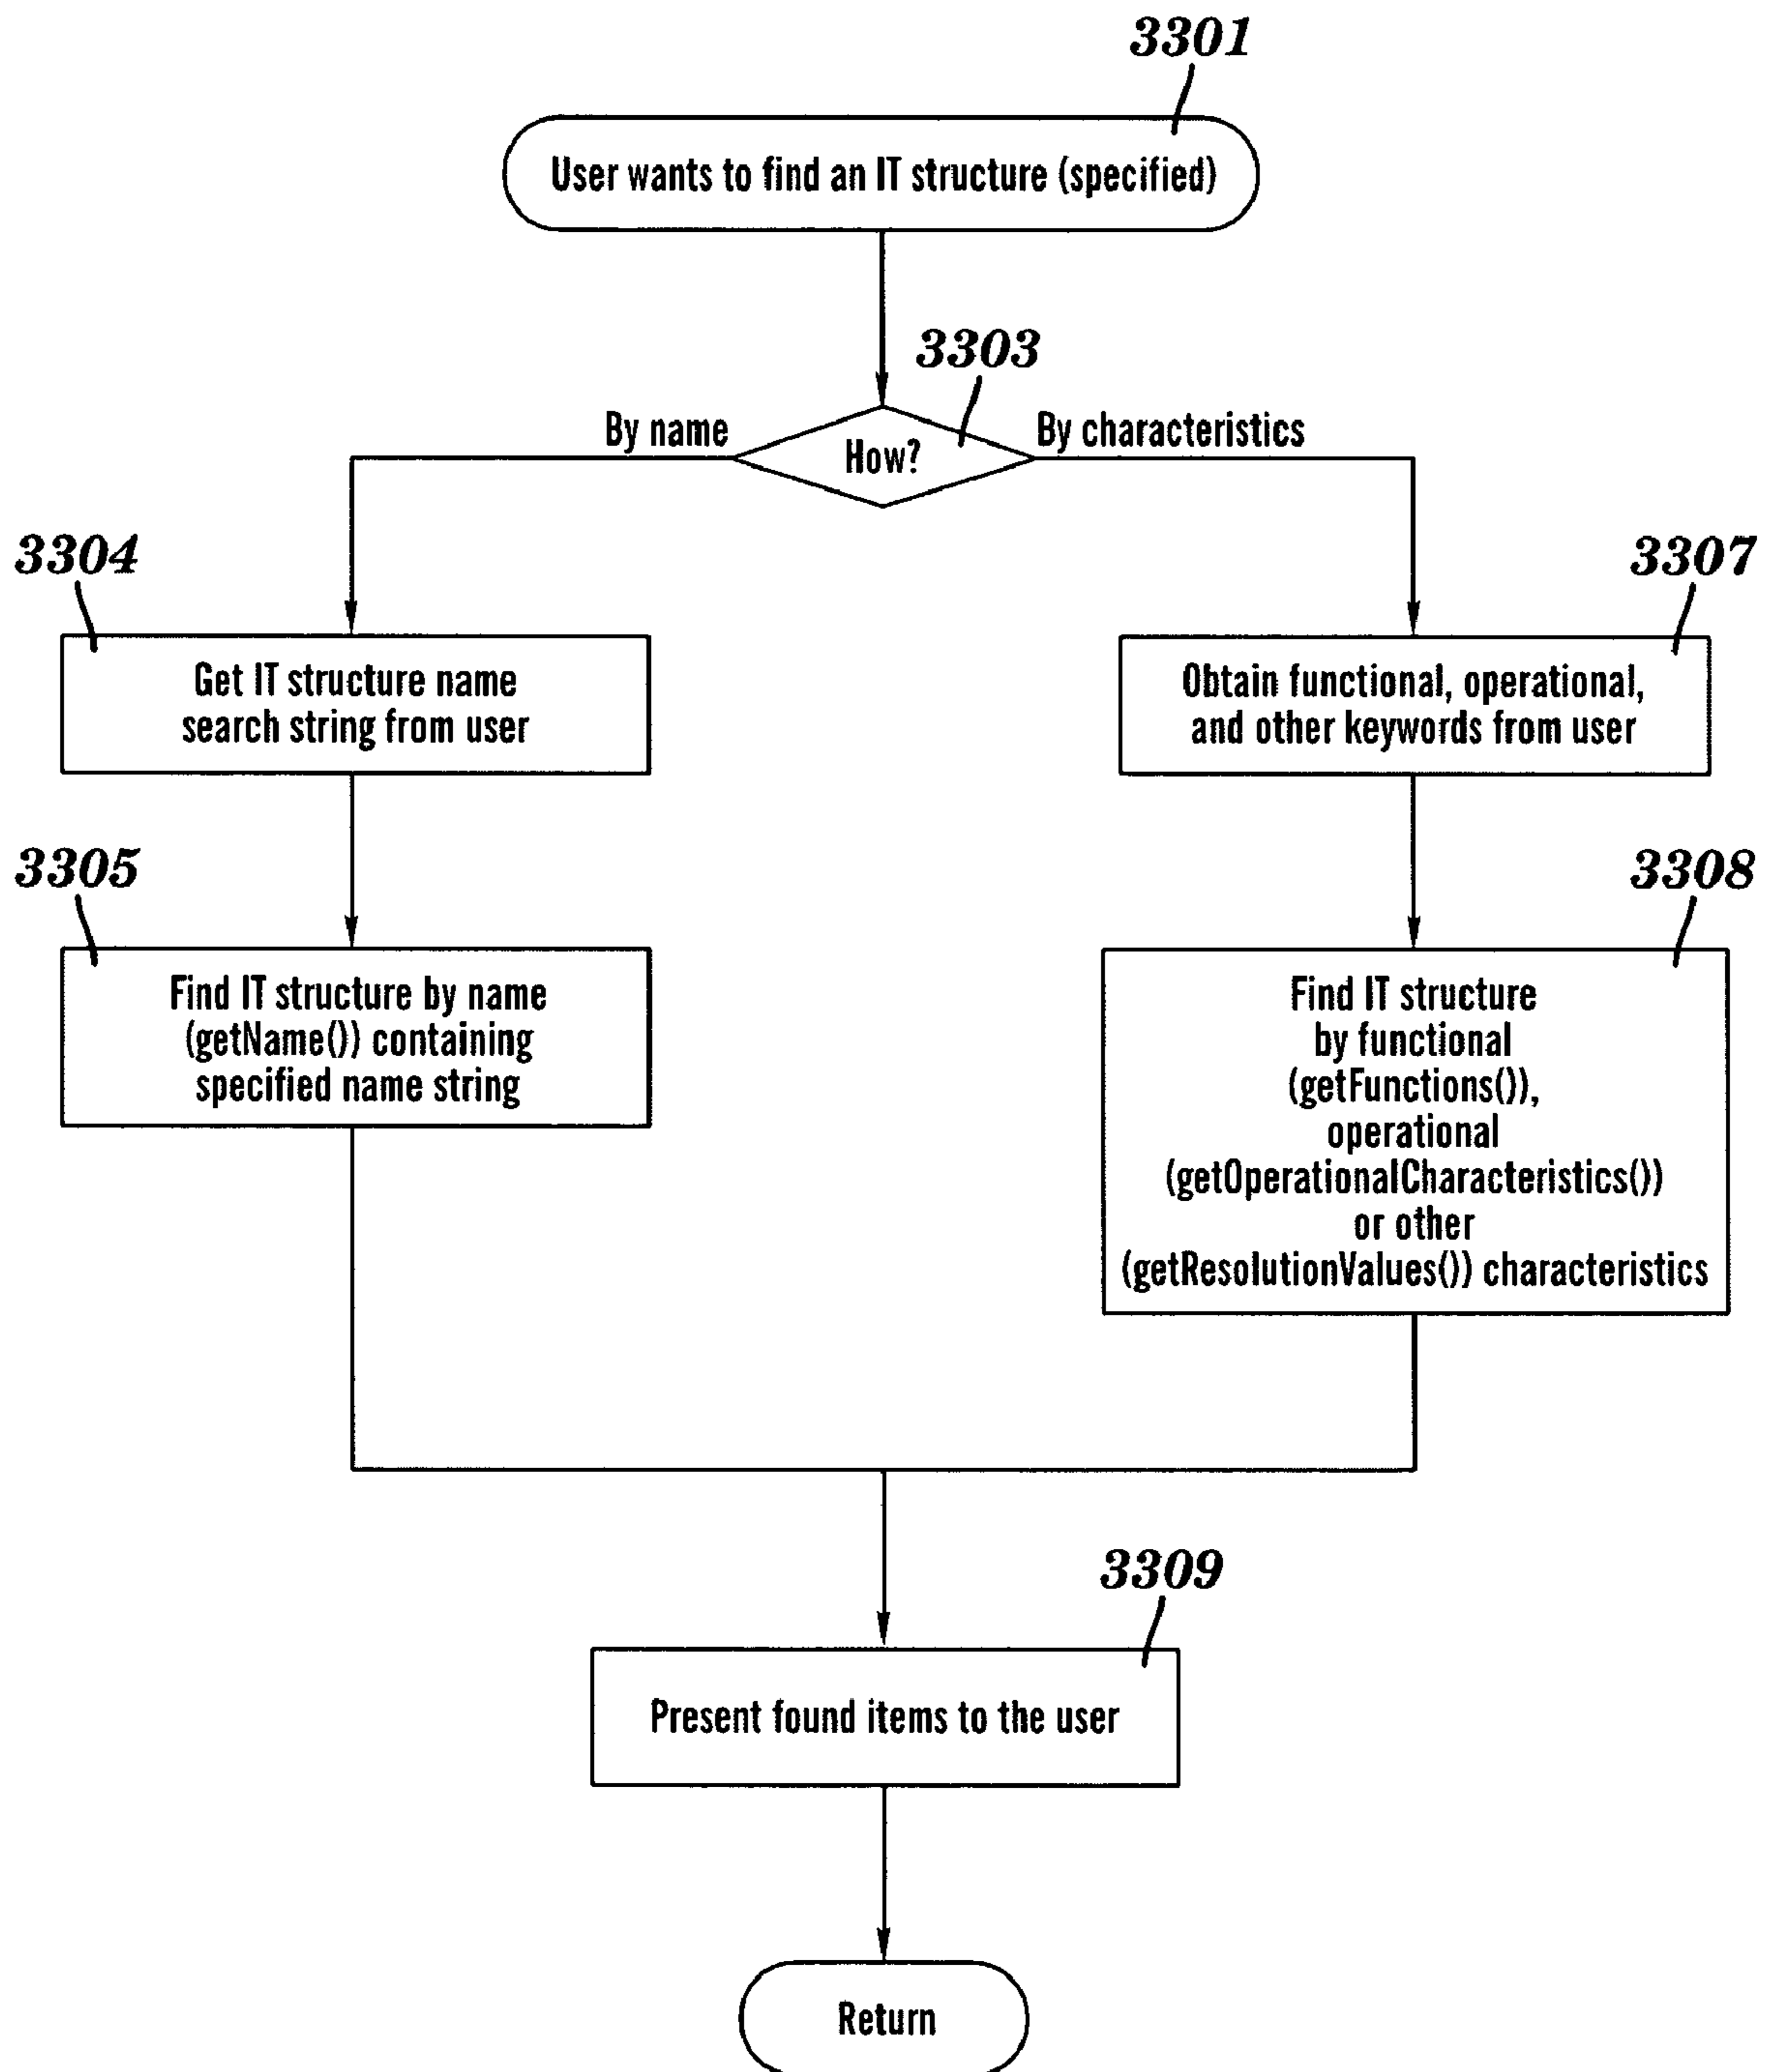 3301
User wants to find an IT structure (specified)
3303
By name
How?
By characteristics
3304
Get IT structure name
search string from user
3307
Obtain functional, operational,
and other keywords from user
3305
Find IT structure by name
(getName()) containing
specified name string
3308
Find IT structure
by functional
(getFunctions()),
operational
(getOperationalCharacteristics())
or other
(getResolutionValues()) characteristics
3309
Present found items to the user
Return